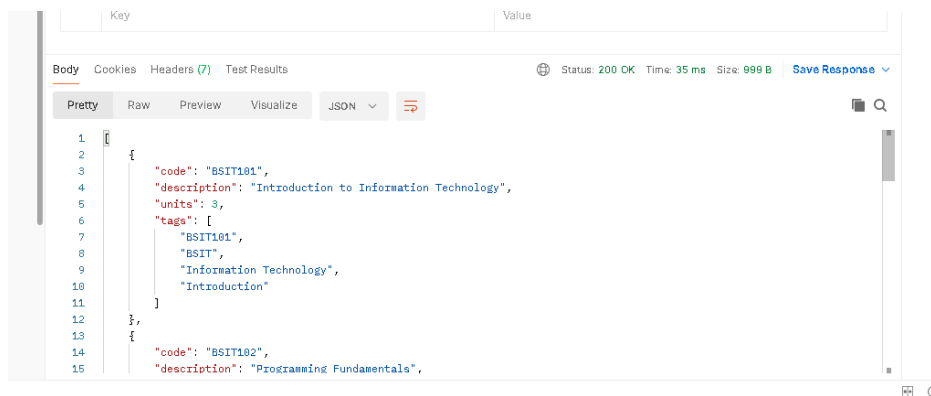 Key Value
Body Cookies Headers (7) Test Results Status: 200 OK Time: 35 ms Size: 999 B Save Response
Pretty Raw Preview Visualize JSON
1 [
2 {
3 "code": "BSIT101",
4 "description": "Introduction to Information Technology",
5 "units": 3,
6 "tags": [
7 "BSIT101",
8 "BSIT",
9 "Information Technology",
10 "Introduction"
11 ]
12 },
13 {
14 "code": "BSIT102",
15 "description": "Programming Fundamentals",